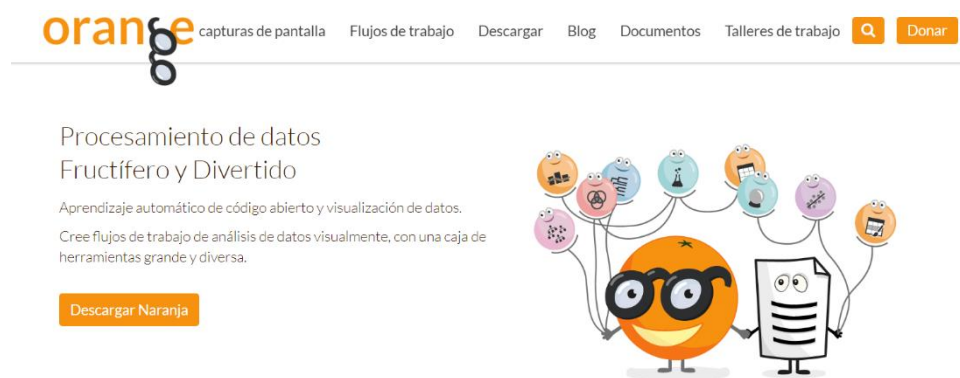 orange
capturas de pantalla Flujos de trabajo Descargar Blog Documentos Talleres de trabajo Donar
Procesamiento de datos
Fructífero y Divertido
Aprendizaje automático de código abierto y visualización de datos.
Cree flujos de trabajo de análisis de datos visualmente, con una caja de
herramientas grande y diversa.
Descargar Naranja